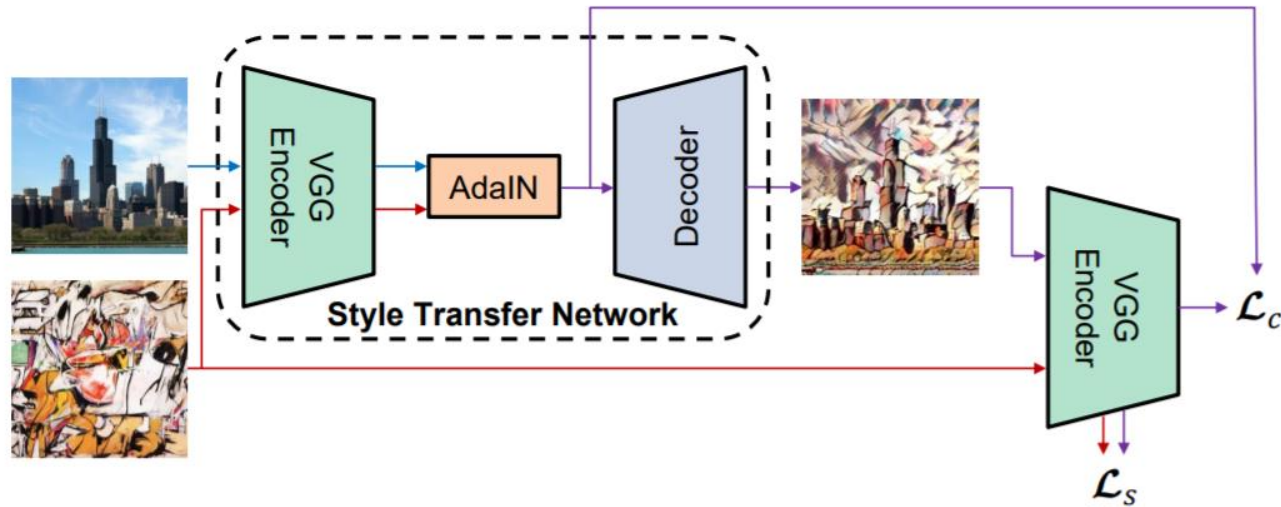 VGG
Encoder
AdaIN
Decoder
Style Transfer Network
VGG
Encoder
ℒc
ℒs